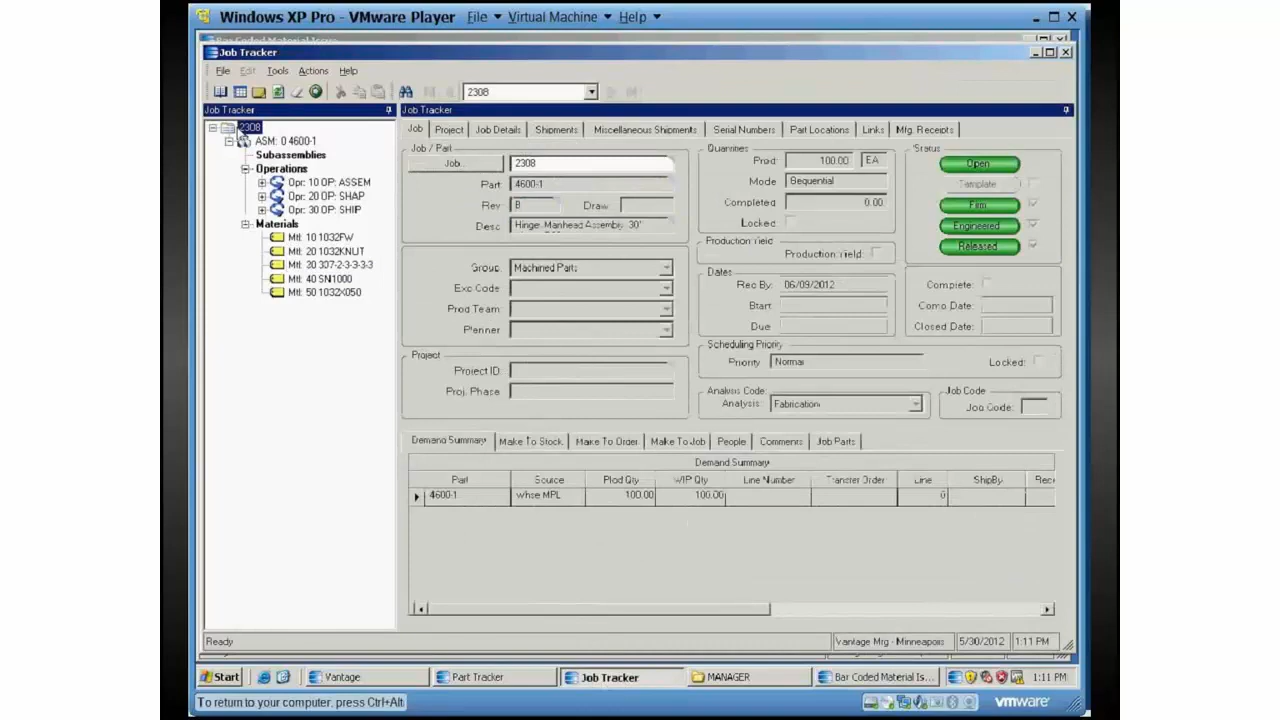 Windows XP Pro - VMware Player File Virtual Machine Help
Bar Coded Material Issue
Job Tracker
File Edit Tools Actions Help
2308
Job Tracker
Job Tracker
2308
ASM: 0 4600-1
Subassemblies
Operations
Opr: 10 OP: ASSEM
Opr: 20 OP: SHAP
Opr: 30 OP: SHIP
Materials
Mtl: 10 1032FW
Mtl: 20 1032KNUT
Mtl: 30 307-2-3-3-3-3
Mtl: 40 SN1000
Mtl: 50 1032X050
Job Project Job Details Shipments Miscellaneous Shipments Serial Numbers Part Locations Links Mfg. Receipts
Job / Part
Job... 2308
Part: 4600-1
Rev: B Draw:
Desc: Hinge, Manhead Assembly, 30"
Group: Machined Parts
Exp Code:
Prod Team:
Planner:
Project
Project ID:
Proj. Phase:
Quantities
Prod: 100.00 EA
Mode: Sequential
Completed: 0.00
Locked:
Production Yield
Production Yield:
Dates
Req By: 06/09/2012
Start:
Due:
Scheduling Priority
Priority: Normal Locked:
Analysis Code:
Analysis: Fabrication
Status
Open
Template
Firm
Engineered
Released
Complete:
Comp Date:
Closed Date:
Job Code
Job Code:
Demand Summary Make To Stock Make To Order Make To Job People Comments Job Parts
Demand Summary
Part Source Prod Qty WIP Qty Line Number Transfer Order Line ShipBy
4600-1 whse MPL 100.00 100.00 0
Ready Vantage Mfg - Minneapolis 5/30/2012 1:11 PM
Start Vantage Part Tracker Job Tracker MANAGER Bar Coded Material Is... 1:11 PM
To return to your computer, press Ctrl+Alt vmware